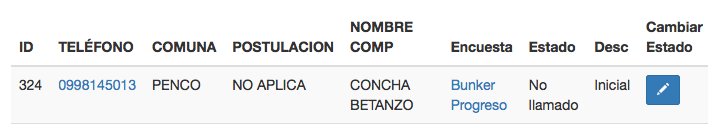 ID TELÉFONO COMUNA POSTULACION NOMBRE COMP Encuesta Estado Desc Cambiar Estado
324 0998145013 PENCO NO APLICA CONCHA BETANZO Bunker Progreso No llamado Inicial